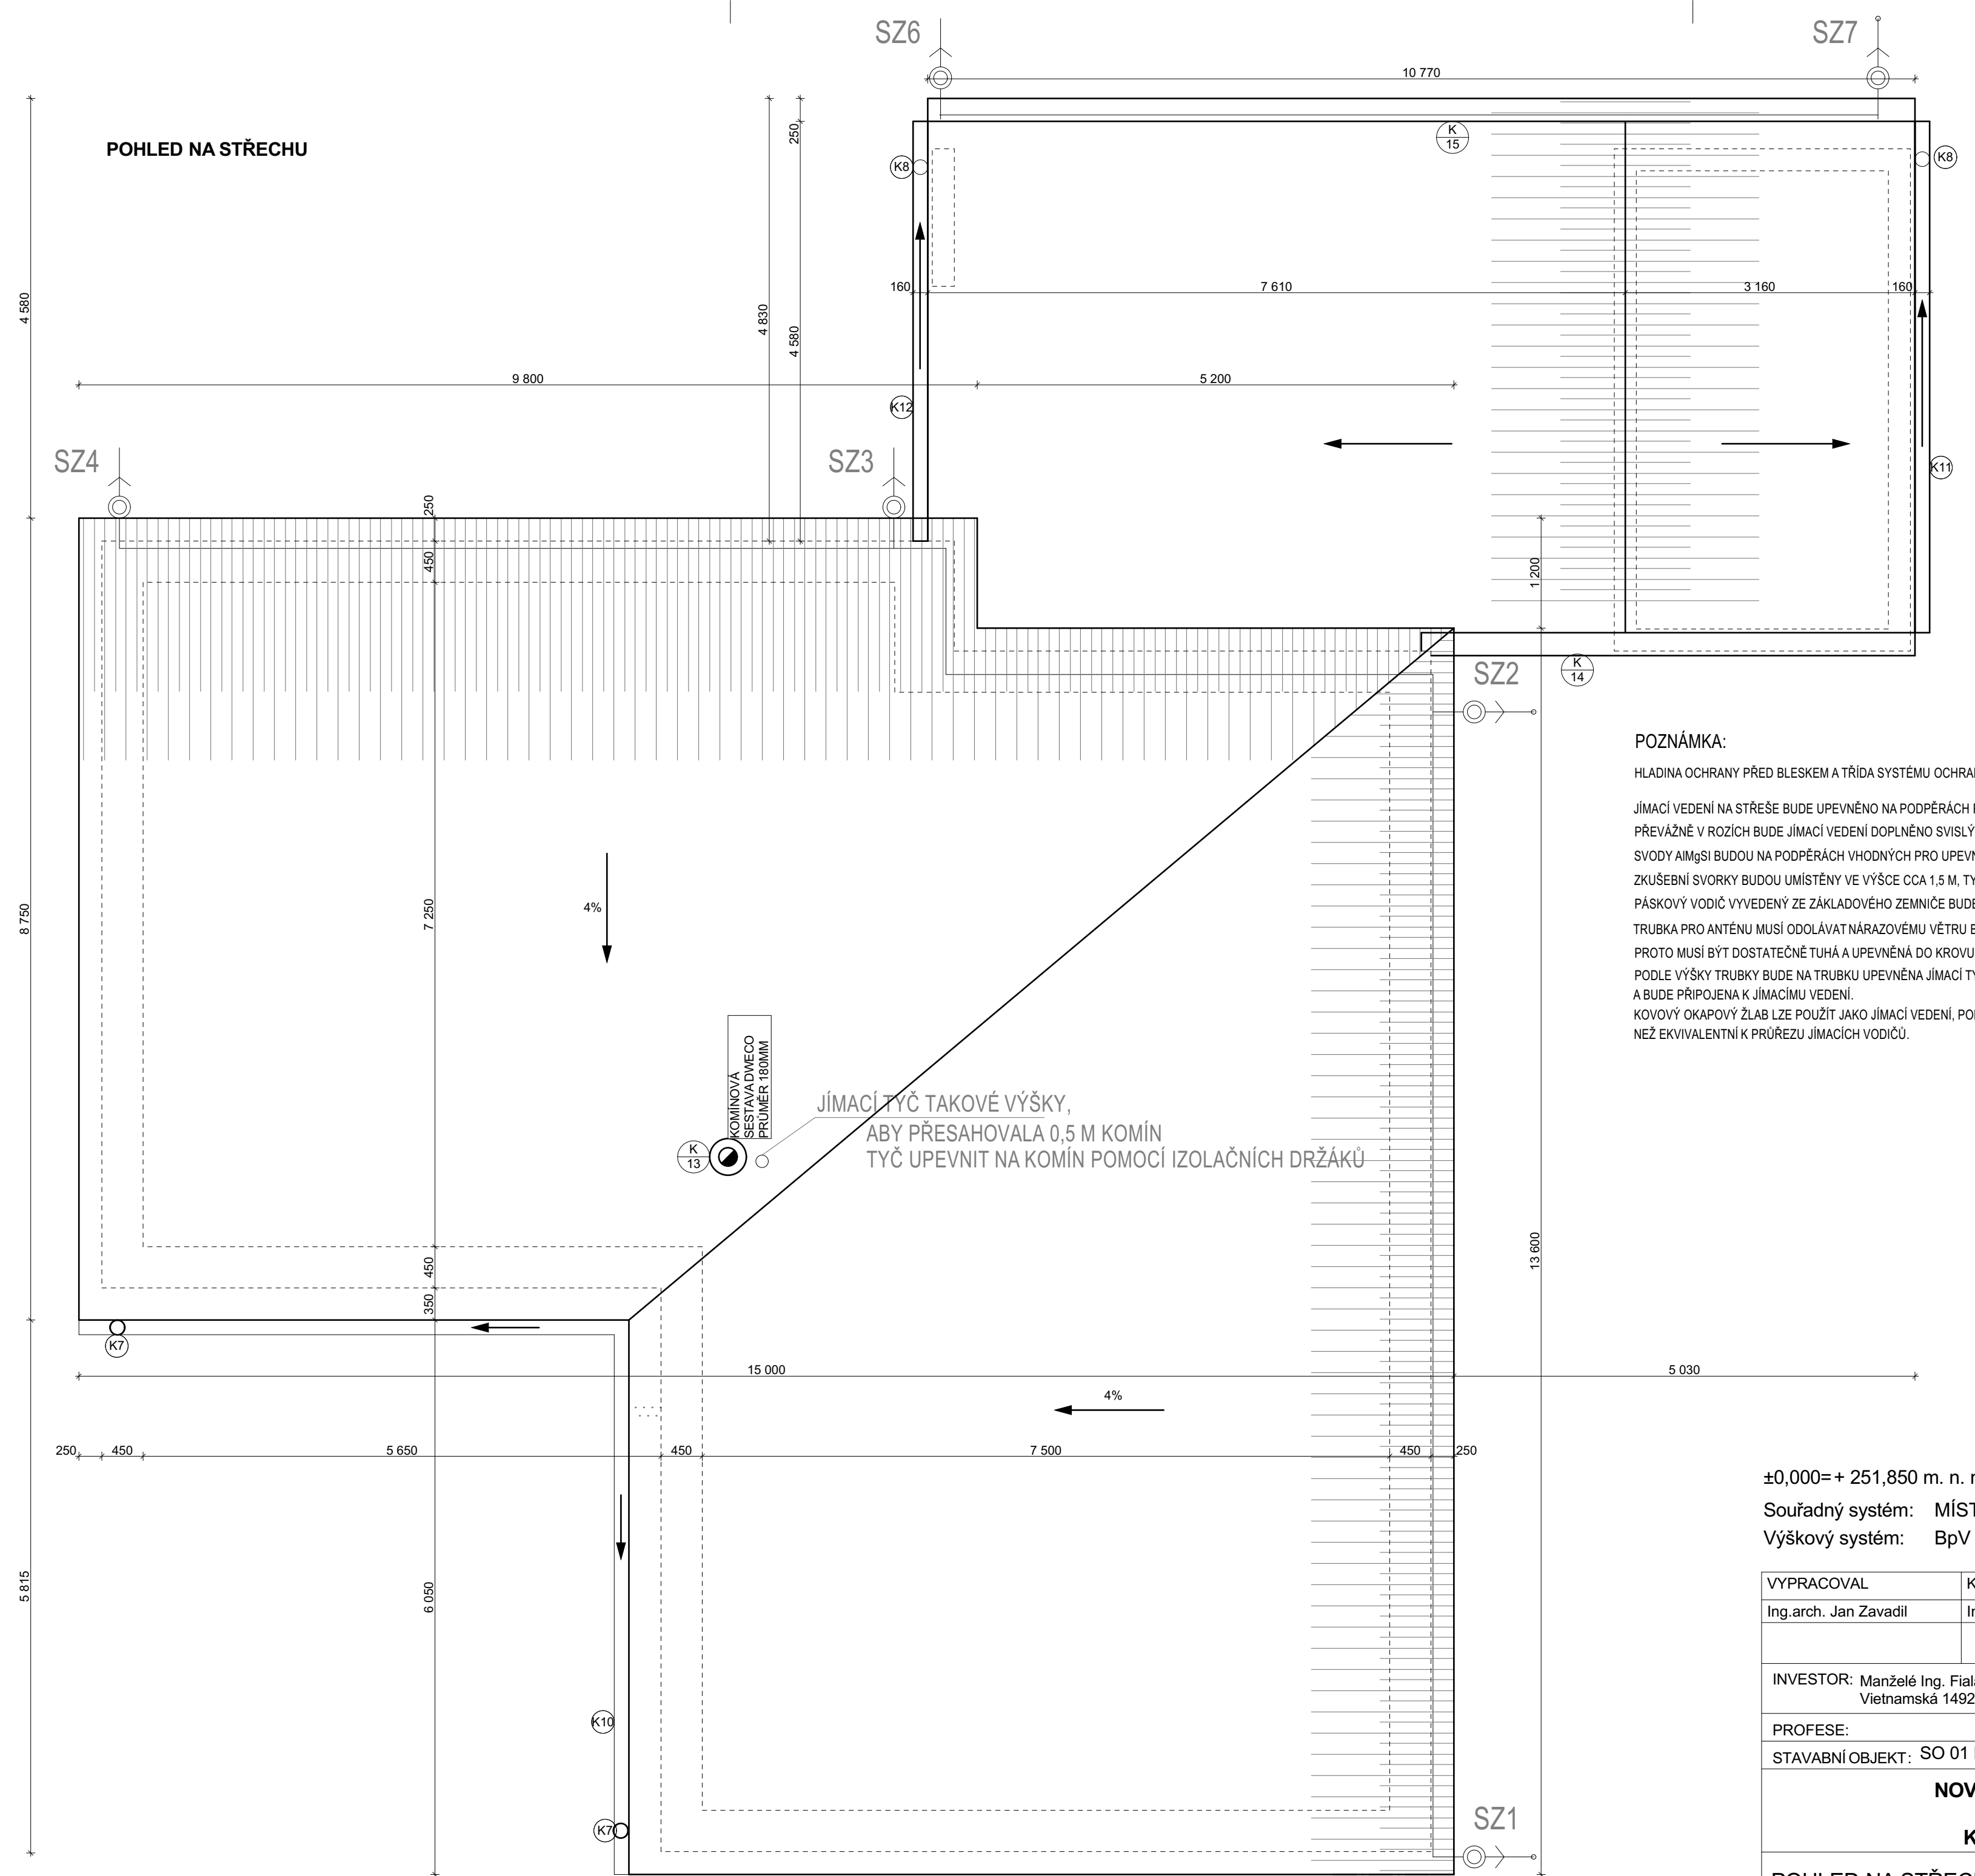 SZ6
SZ7
10 770
POHLED NA STŘECHU
250
K
15
K8
K8
4 580
4 830
4 580
160
7 610
3 160
160
9 800
5 200
K12
K11
SZ4
SZ3
250
450
1 200
SZ2
K
14
POZNÁMKA:
HLADINA OCHRANY PŘED BLESKEM A TŘÍDA SYSTÉMU
JÍMACÍ VEDENÍ NA STŘEŠE BUDE UPEVNĚNO NA PODPĚRÁCH
PŘEVÁŽNĚ V ROZÍCH BUDE JÍMACÍ VEDENÍ DOPLNĚNO
SVODY AlMgSI BUDOU NA PODPĚRÁCH VHODNÝCH PRO
ZKUŠEBNÍ SVORKY BUDOU UMÍSTĚNY VE VÝŠCE CCA 1,5 M,
PÁSKOVÝ VODIČ VYVEDENÝ ZE ZÁKLADOVÉHO ZEMNIČE BUDE
TRUBKA PRO ANTÉNU MUSÍ ODOLÁVAT NÁRAZOVÉMU VĚTRU
PROTO MUSÍ BÝT DOSTATEČNĚ TUHÁ A UPEVNĚNÁ DO KROVU
PODLE VÝŠKY TRUBKY BUDE NA TRUBKU UPEVNĚNA JÍMACÍ
A BUDE PŘIPOJENA K JÍMACÍMU VEDENÍ.
KOVOVÝ OKAPOVÝ ŽLAB LZE POUŽÍT JAKO JÍMACÍ VEDENÍ,
NEŽ EKVIVALENTNÍ K PRŮŘEZU JÍMACÍCH VODIČŮ.
8 750
7 250
4%
KOMÍNOVÁ
SESTAVA DWECO
PRŮMĚR 180MM
JÍMACÍ TYČ TAKOVÉ VÝŠKY,
ABY PŘESAHOVALA 0,5 M KOMÍN
TYČ UPEVNIT NA KOMÍN POMOCÍ IZOLAČNÍCH DRŽÁKŮ
K
13
450
350
13 600
K7
15 000
5 030
4%
250
450
5 650
450
7 500
450
250
5 815
6 050
K10
K7
SZ1
±0,000=+ 251,850 m. n.
Souřadný systém:
Výškový systém: BpV
VYPRACOVAL
Ing.arch. Jan Zavadil
INVESTOR: Manželé Ing.
Vietnamská 1492
PROFESE:
STAVABNÍ OBJEKT: SO 01
POHLED NA